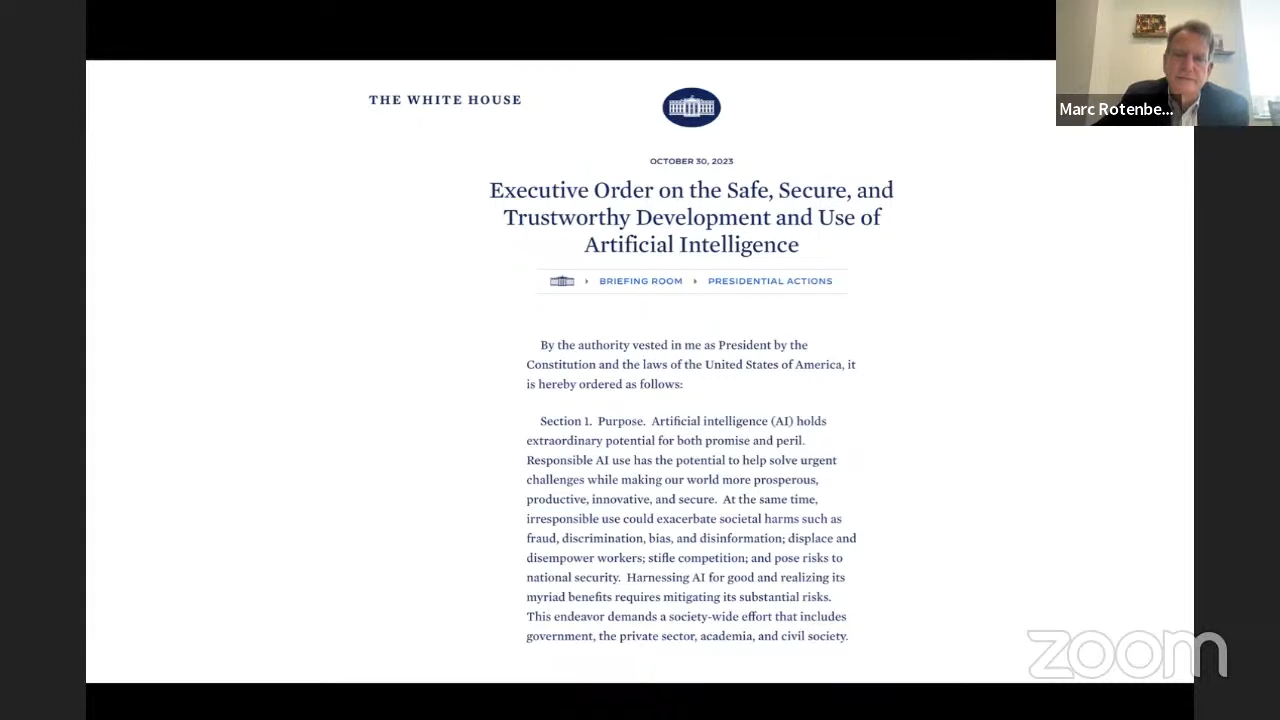 THE WHITE HOUSE
Marc Rotenbe...
OCTOBER 30, 2023
Executive Order on the Safe, Secure, and
Trustworthy Development and Use of
Artificial Intelligence
BRIEFING ROOM
PRESIDENTIAL ACTIONS
By the authority vested in me as President by the
Constitution and the laws of the United States of America, it
is hereby ordered as follows:
Section 1. Purpose. Artificial intelligence (AI) holds
extraordinary potential for both promise and peril.
Responsible AI use has the potential to help solve urgent
challenges while making our world more prosperous,
productive, innovative, and secure. At the same time,
irresponsible use could exacerbate societal harms such as
fraud, discrimination, bias, and disinformation; displace and
disempower workers; stifle competition; and pose risks to
national security. Harnessing AI for good and realizing its
myriad benefits requires mitigating its substantial risks.
This endeavor demands a society-wide effort that includes
government, the private sector, academia, and civil society.
zoom